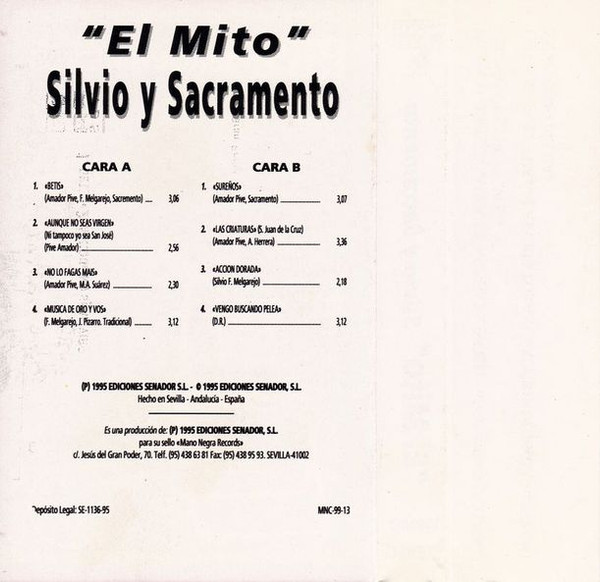 "El Mito"
Silvio y Sacramento
CARA A
1. «BETIS»
(Amador Pive, F. Melgarejo, Sacremento) .... 3,06
2. «AUNQUE NO SEAS VIRGEN»
(Ni tampoco yo sea San José)
(Pive Amador) .... 2,56
3. «NO LO FAGAS MAIS»
(Amador Pive, M.A. Suárez) .... 2,30
4. «MUSICA DE ORO Y VOS»
(F. Melgarejo, J. Pizarro. Tradicional) .... 3,12
CARA B
1. «SUREÑOS»
(Amador Pive, Sacramento) .... 3,07
2. «LAS CRIATURAS» (S. Juan de la Cruz)
(Amador Pive, A. Herrera) .... 3,36
3. «ACCION DORADA»
(Silvio F. Melgarejo) .... 2,18
4. «VENGO BUSCANDO PELEA»
(D.R.) .... 3,12
(P) 1995 EDICIONES SENADOR S.L. - © 1995 EDICIONES SENADOR, S.L.
Hecho en Sevilla - Andalucía - España
Es una producción de: (P) 1995 EDICIONES SENADOR, S.L.
para su sello «Mano Negra Records»
c/. Jesús del Gran Poder, 70. Telf. (95) 438 63 81 Fax: (95) 438 95 93. SEVILLA-41002
Depósito Legal: SE-1136-95
MNC-99-13